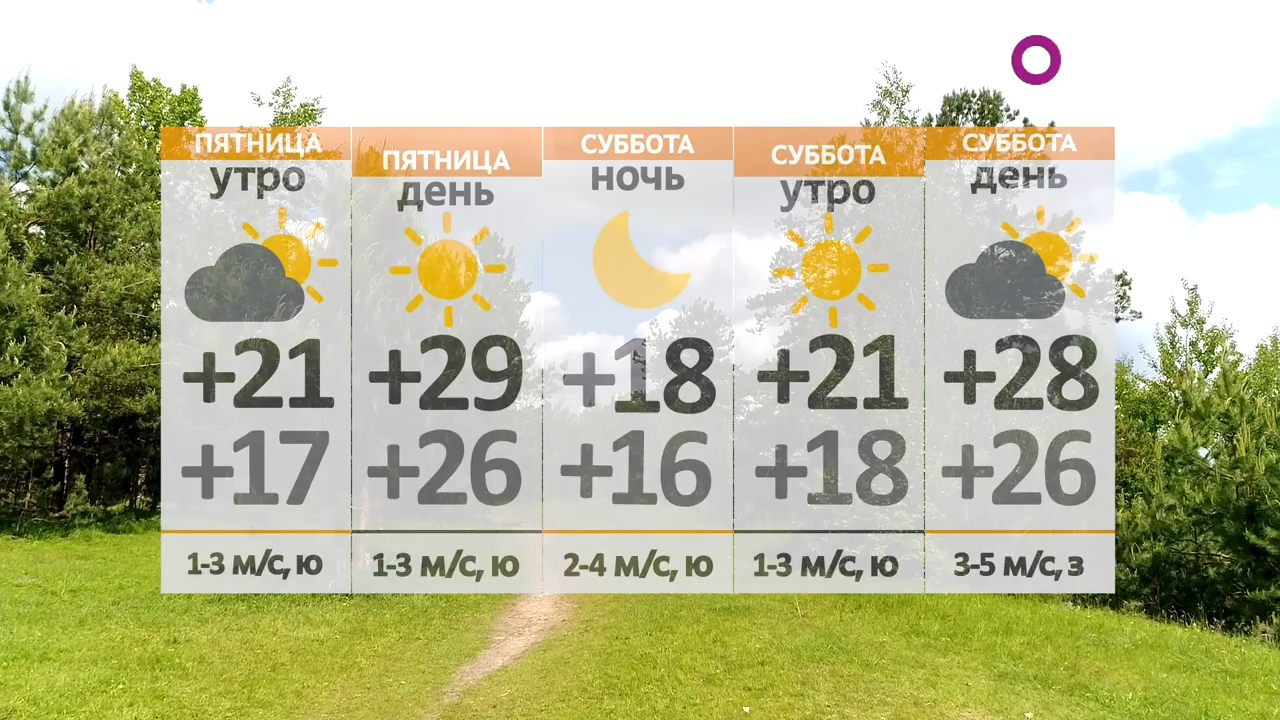 ПЯТНИЦА
утро
+21
+17
1-3 м/с, ю
ПЯТНИЦА
день
+29
+26
1-3 м/с, ю
СУББОТА
ночь
+18
+16
2-4 м/с, ю
СУББОТА
утро
+21
+18
1-3 м/с, ю
СУББОТА
день
+28
+26
3-5 м/с, з